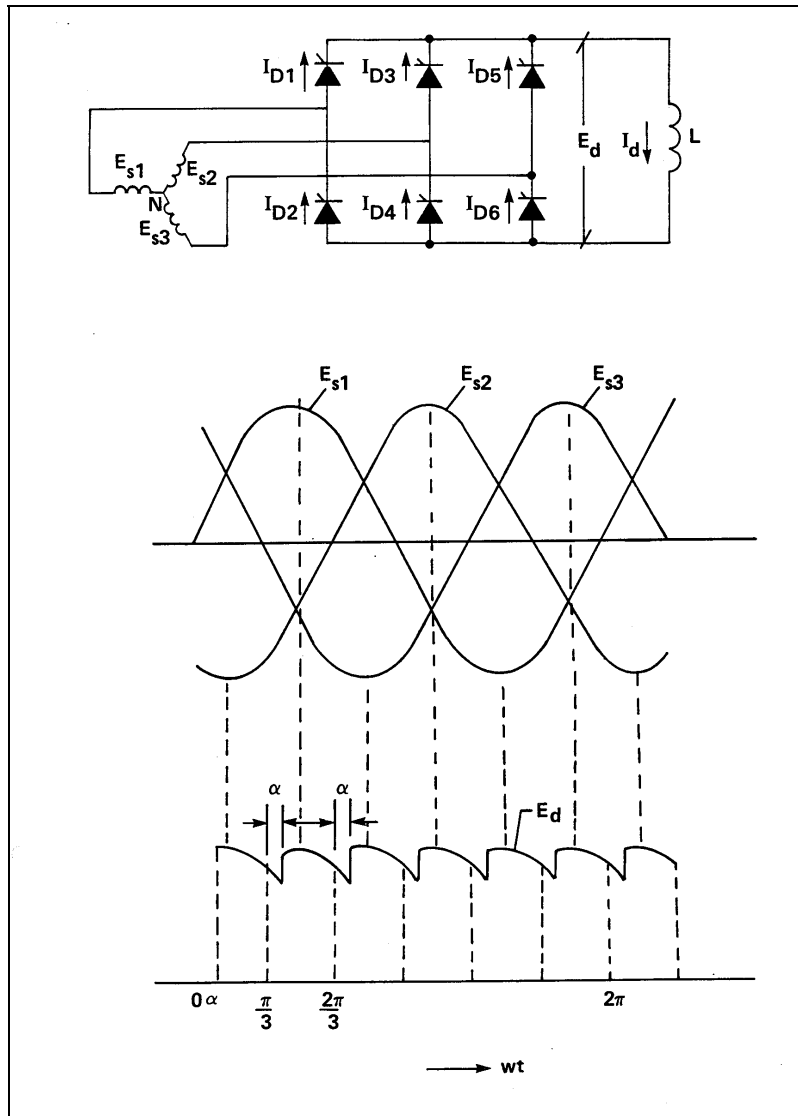 I_D1 I_D3 I_D5
E_d I_d L
E_s1 E_s2
N
E_s3
I_D2 I_D4 I_D6
E_s1 E_s2 E_s3
α α
E_d
0 α π/3 2π/3 2π
wt